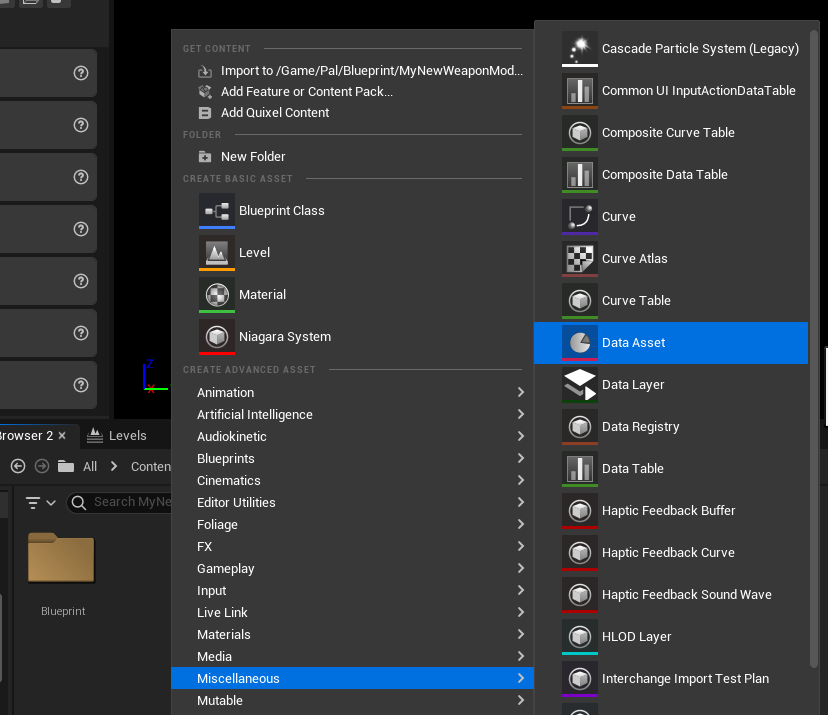 GET CONTENT
Import to /Game/Pal/Blueprint/MyNewWeaponMod...
Add Feature or Content Pack...
Add Quixel Content
FOLDER
New Folder
CREATE BASIC ASSET
Blueprint Class
Level
Material
Niagara System
CREATE ADVANCED ASSET
Animation
Artificial Intelligence
Audiokinetic
Blueprints
Cinematics
Editor Utilities
Foliage
FX
Gameplay
Input
Live Link
Materials
Media
Miscellaneous
Mutable
Cascade Particle System (Legacy)
Common UI InputActionDataTable
Composite Curve Table
Composite Data Table
Curve
Curve Atlas
Curve Table
Data Asset
Data Layer
Data Registry
Data Table
Haptic Feedback Buffer
Haptic Feedback Curve
Haptic Feedback Sound Wave
HLOD Layer
Interchange Import Test Plan
Z
X
Browser 2
Levels
All
Conten
Search MyNe
Blueprint